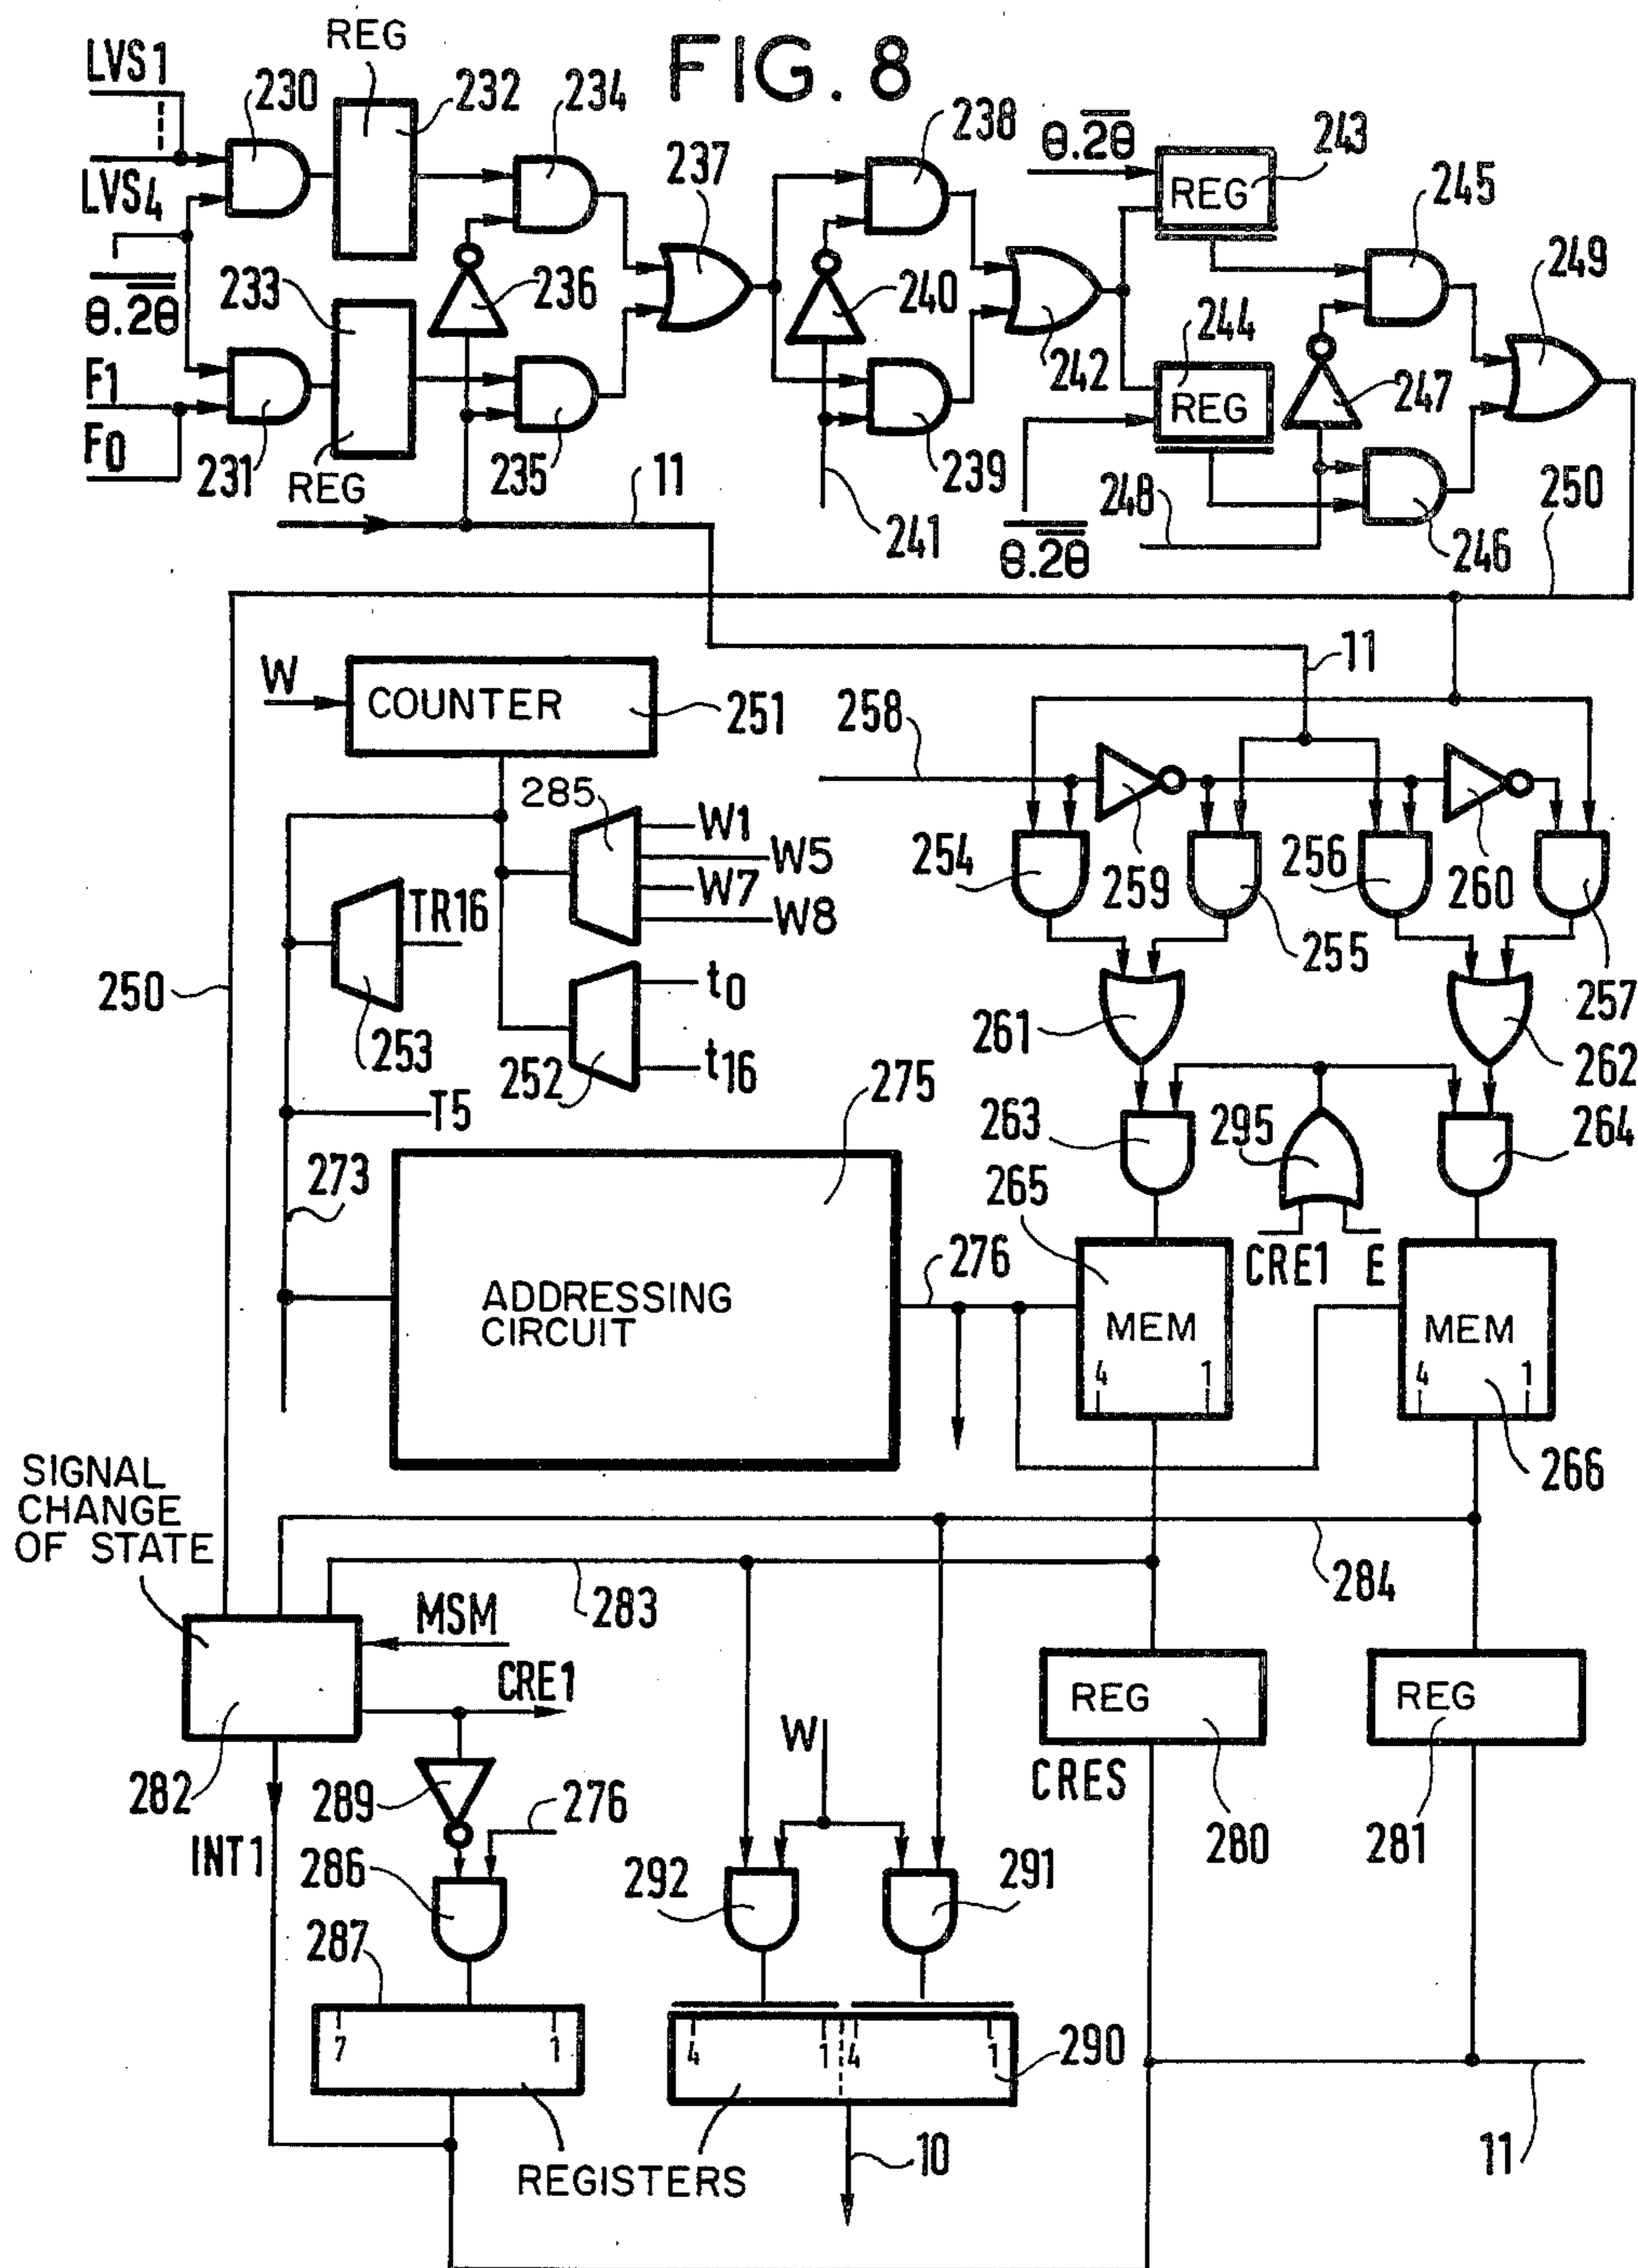 FIG. 8
REG
LVS1
230
232
234
237
238
θ.2̅θ̅
243
REG
245
LVS4
233
236
240
244
249
θ.2̅θ̅
F1
F0
231
REG
235
11
239
241
242
REG
247
248
θ.2̅θ̅
246
250
W
COUNTER
251
258
11
285
W1
W5
W7
W8
254
259
256
260
255
257
TR16
253
t0
t16
252
250
261
262
T5
275
263
295
264
273
265
276
CRE1
E
ADDRESSING
CIRCUIT
MEM
4 1
MEM
4 1
266
SIGNAL
CHANGE
OF STATE
284
283
MSM
CRE1
REG
REG
W
282
289
276
CRES
280
281
INT1
286
292
291
287
7 1
4 1 4 1
290
REGISTERS
10
11